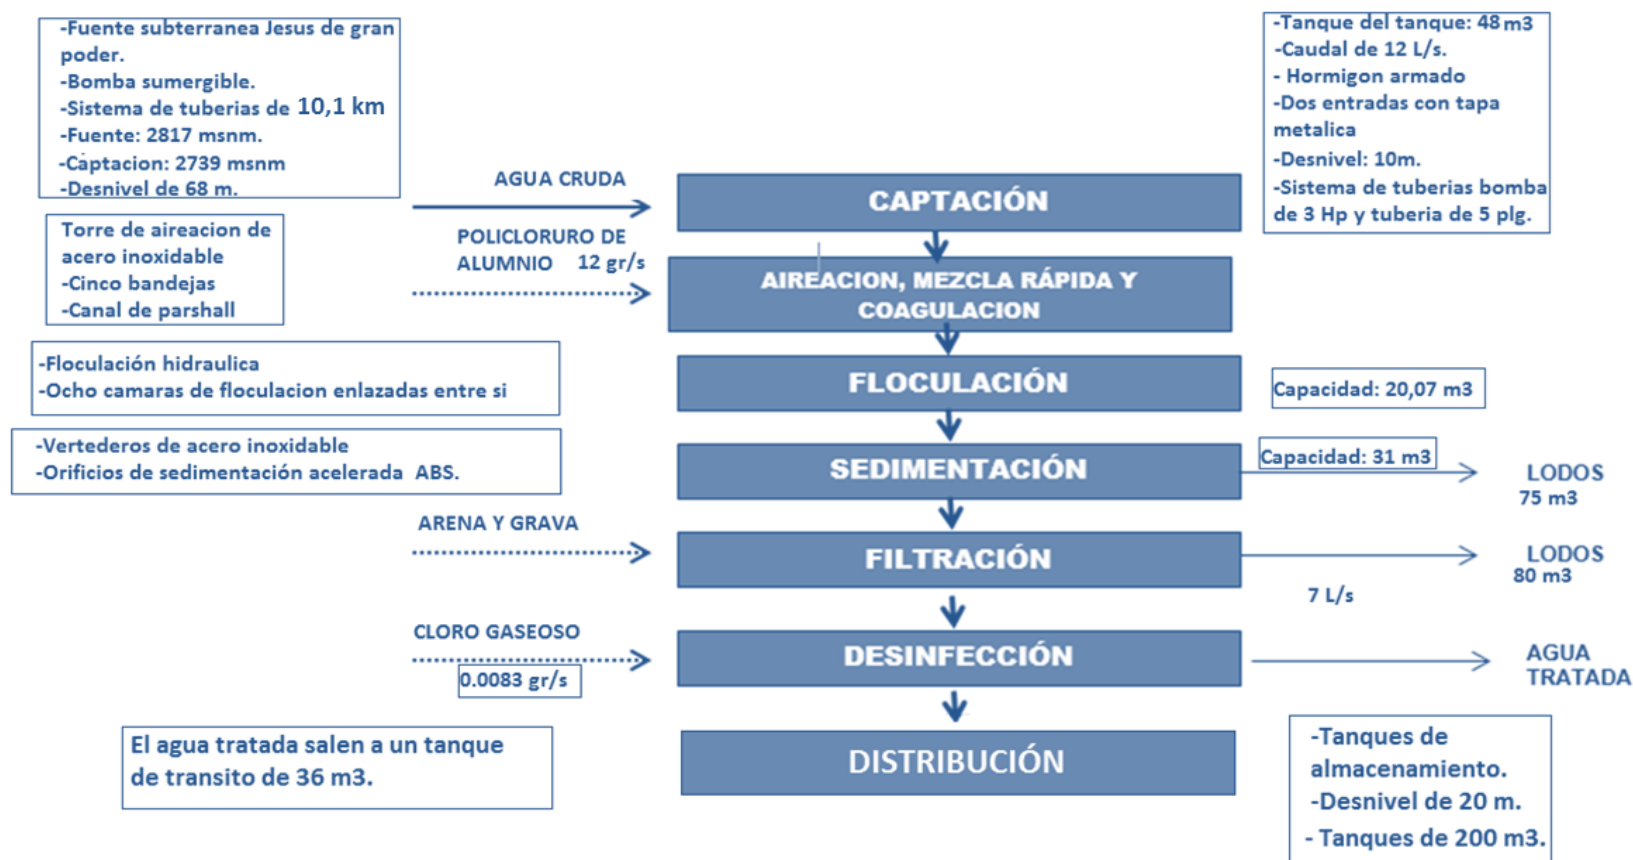 -Fuente subterranea Jesus de gran
poder.
-Bomba sumergible.
-Sistema de tuberias de 10,1 km
-Fuente: 2817 msnm.
-Captacion: 2739 msnm
-Desnivel de 68 m.
-Tanque del tanque: 48 m3
-Caudal de 12 L/s.
- Hormigon armado
-Dos entradas con tapa
metalica
-Desnivel: 10m.
-Sistema de tuberias bomba
de 3 Hp y tuberia de 5 plg.
AGUA CRUDA
CAPTACIÓN
Torre de aireacion de
acero inoxidable
-Cinco bandejas
-Canal de parshall
POLICLORURO DE
ALUMNIO 12 gr/s
AIREACION, MEZCLA RÁPIDA Y
COAGULACION
-Floculación hidraulica
-Ocho camaras de floculacion enlazadas entre si
FLOCULACIÓN
Capacidad: 20,07 m3
-Vertederos de acero inoxidable
-Orificios de sedimentación acelerada ABS.
SEDIMENTACIÓN
Capacidad: 31 m3
LODOS
75 m3
ARENA Y GRAVA
FILTRACIÓN
LODOS
80 m3
7 L/s
CLORO GASEOSO
0.0083 gr/s
DESINFECCIÓN
AGUA
TRATADA
El agua tratada salen a un tanque
de transito de 36 m3.
DISTRIBUCIÓN
-Tanques de
almacenamiento.
-Desnivel de 20 m.
- Tanques de 200 m3.